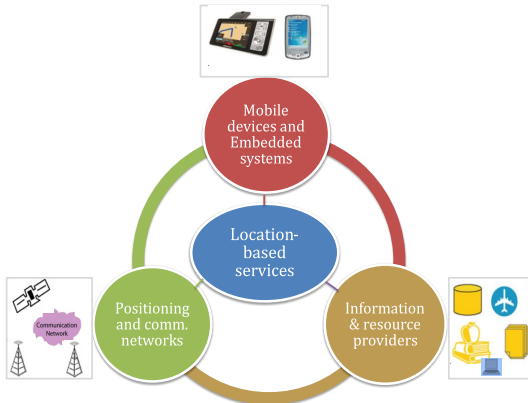 Mobile
devices and
Embedded
systems
Location-
based
services
Positioning
and comm.
networks
Information
& resource
providers
Communication
Network